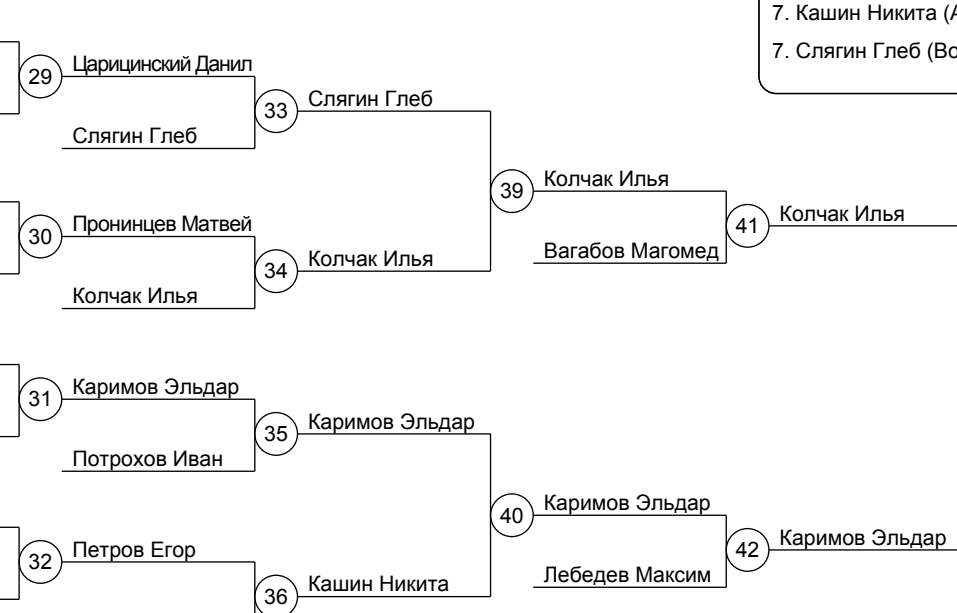 7. Кашин Никита (А
7. Слягин Глеб (Во
29 Царицинский Данил
33 Слягин Глеб
Слягин Глеб
39 Колчак Илья
41 Колчак Илья
30 Пронинцев Матвей
Вагабов Магомед
34 Колчак Илья
Колчак Илья
31 Каримов Эльдар
35 Каримов Эльдар
Потрохов Иван
40 Каримов Эльдар
42 Каримов Эльдар
32 Петров Егор
Лебедев Максим
36 Кашин Никита